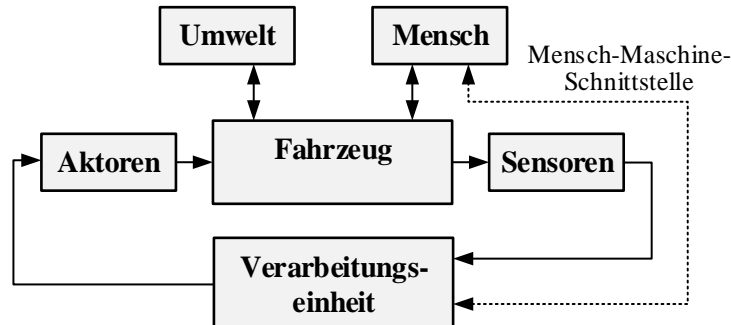 Umwelt
Mensch
Mensch-Maschine-
Schnittstelle
Aktoren
Fahrzeug
Sensoren
Verarbeitungs-
einheit